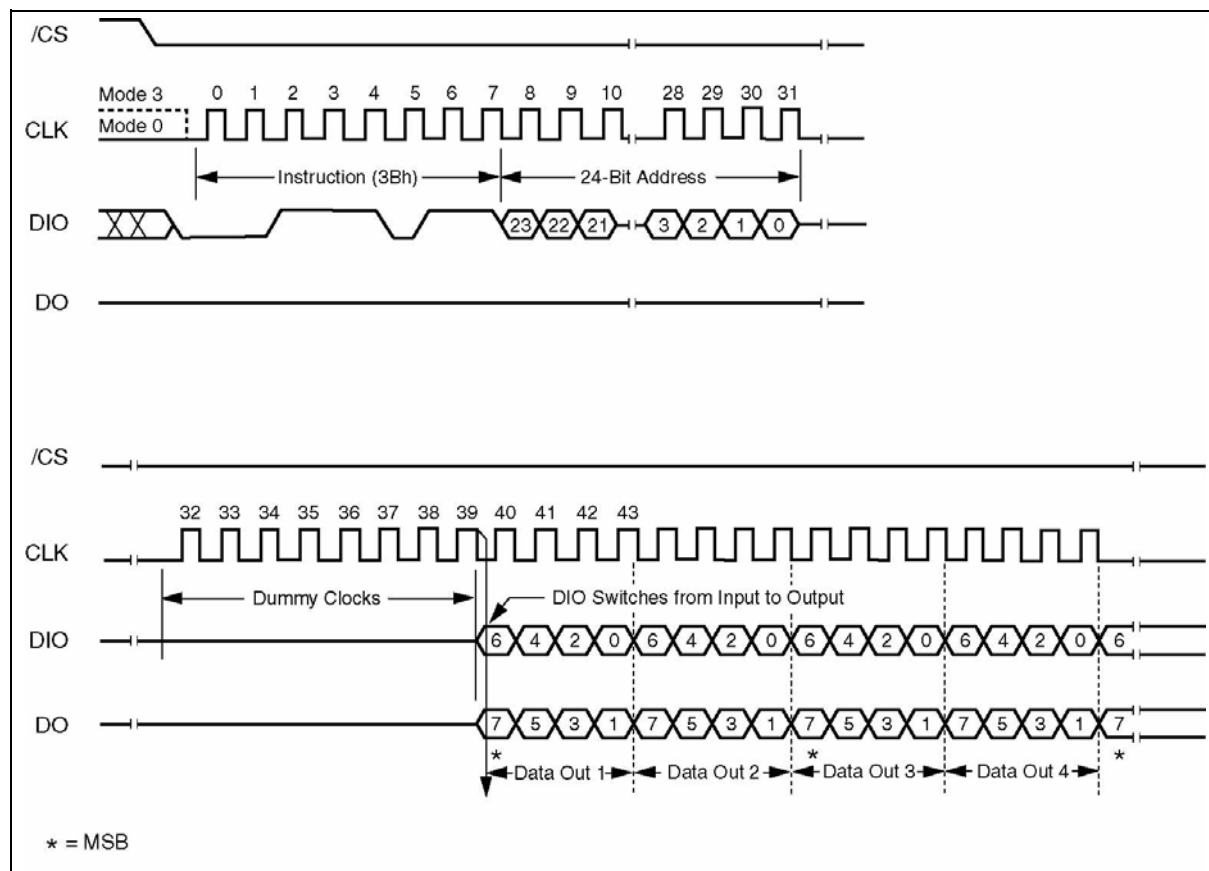 /CS
Mode 3 0 1 2 3 4 5 6 7 8 9 10 28 29 30 31
CLK Mode 0
Instruction (3Bh) 24-Bit Address
DIO 23 22 21 3 2 1 0
DO
/CS
32 33 34 35 36 37 38 39 40 41 42 43
CLK
Dummy Clocks DIO Switches from Input to Output
DIO 6 4 2 0 6 4 2 0 6 4 2 0 6 4 2 0 6
DO 7 5 3 1 7 5 3 1 7 5 3 1 7 5 3 1 7
* * *
Data Out 1 Data Out 2 Data Out 3 Data Out 4
* = MSB